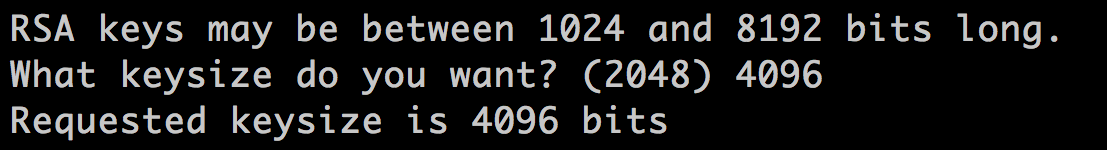 RSA keys may be between 1024 and 8192 bits long.
What keysize do you want? (2048) 4096
Requested keysize is 4096 bits